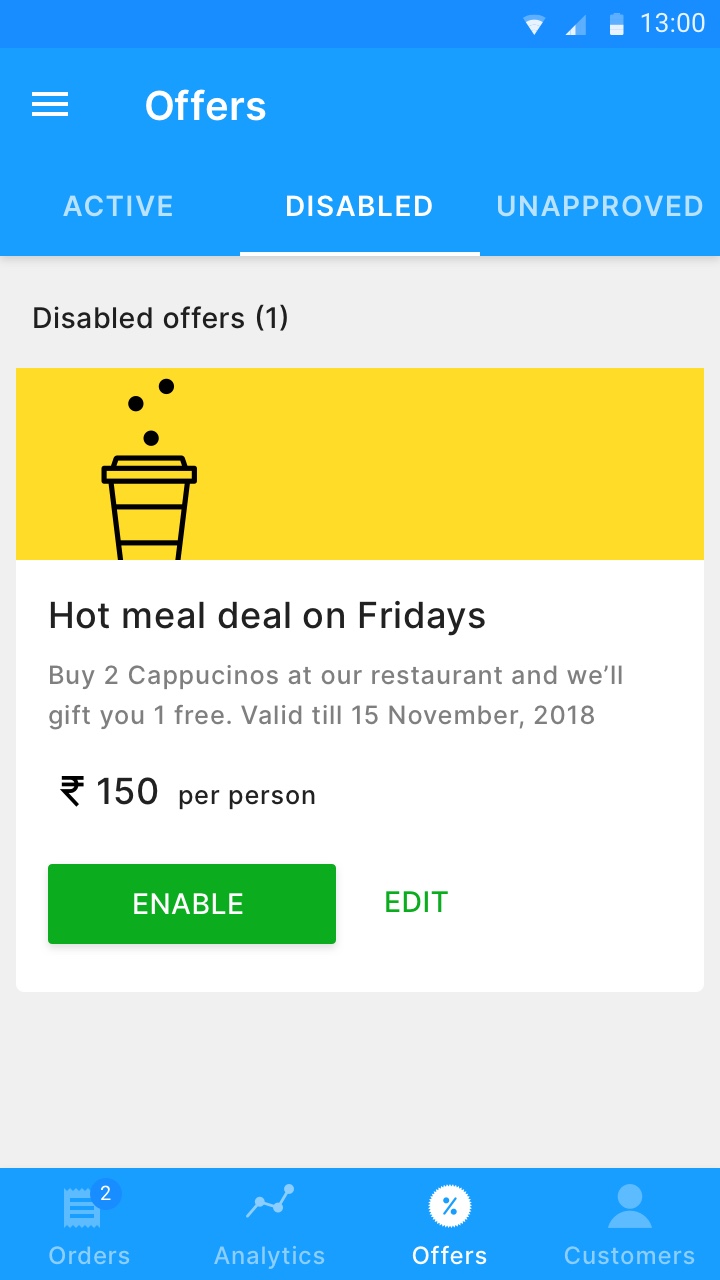 13:00
Offers
ACTIVE DISABLED UNAPPROVED
Disabled offers (1)
Hot meal deal on Fridays
Buy 2 Cappucinos at our restaurant and we’ll
gift you 1 free. Valid till 15 November, 2018
₹ 150 per person
ENABLE EDIT
2
%
Orders Analytics Offers Customers